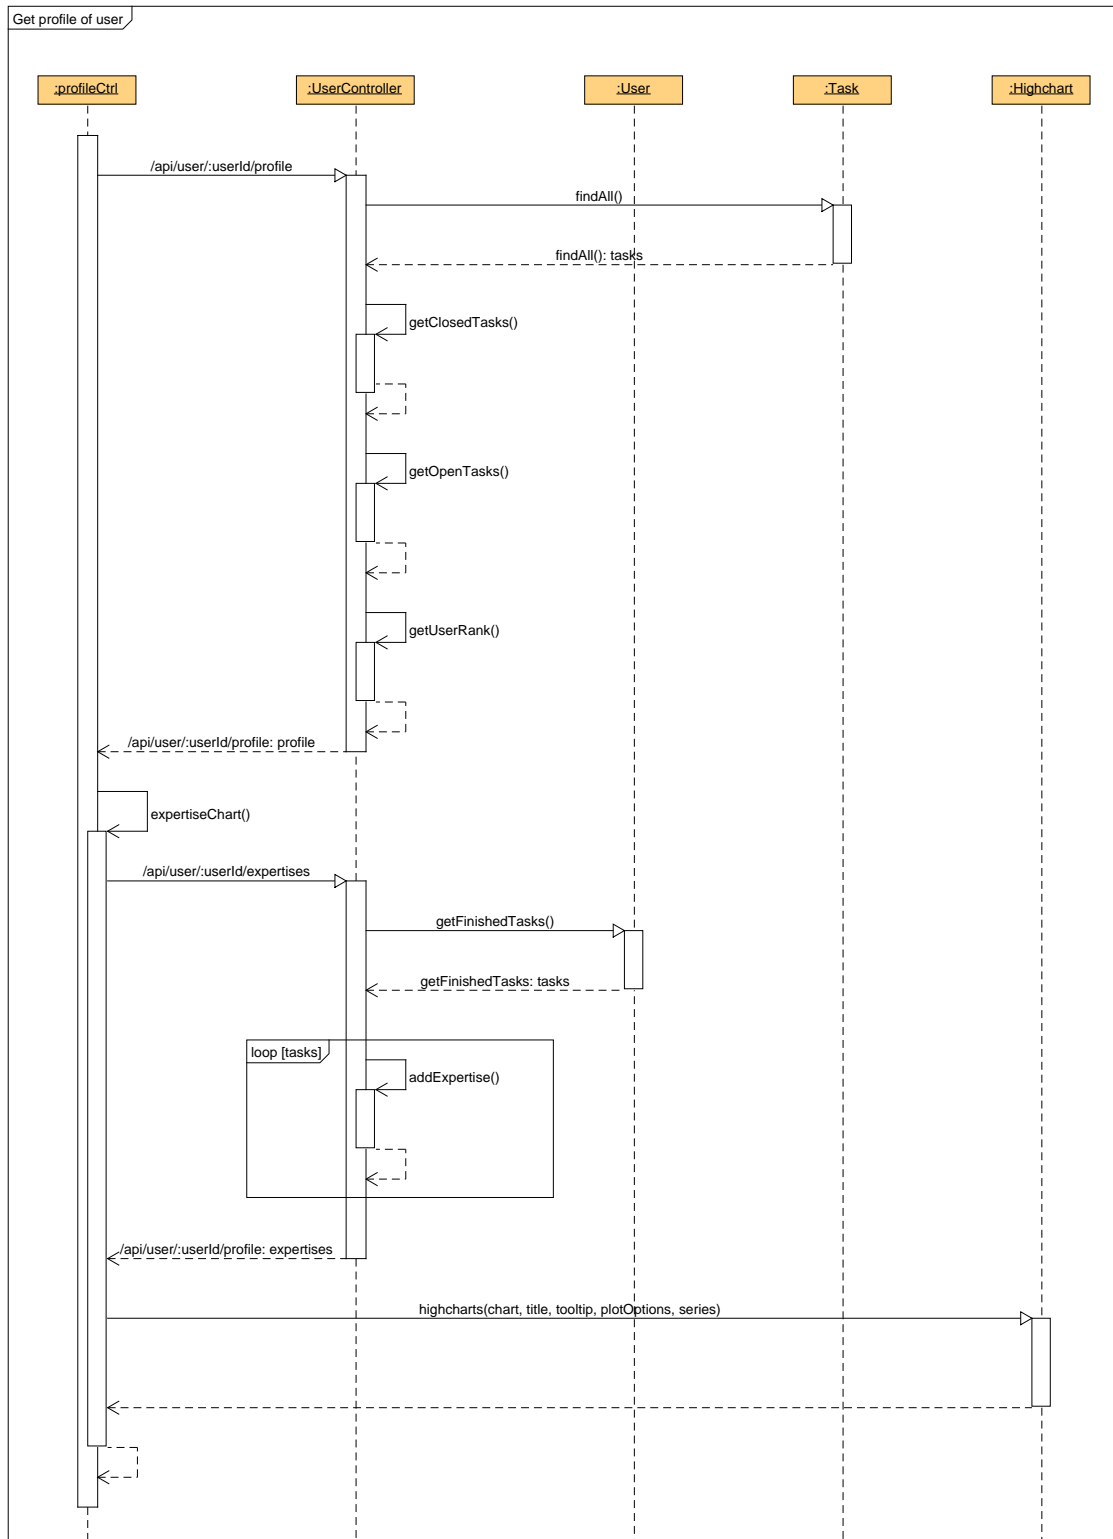 Get profile of user
:profileCtrl
:UserController
:User
:Task
:Highchart
/api/user/:userId/profile
findAll()
findAll(): tasks
getClosedTasks()
getOpenTasks()
getUserRank()
/api/user/:userId/profile: profile
expertiseChart()
/api/user/:userId/expertises
getFinishedTasks()
getFinishedTasks: tasks
loop [tasks]
addExpertise()
/api/user/:userId/profile: expertises
highcharts(chart, title, tooltip, plotOptions, series)